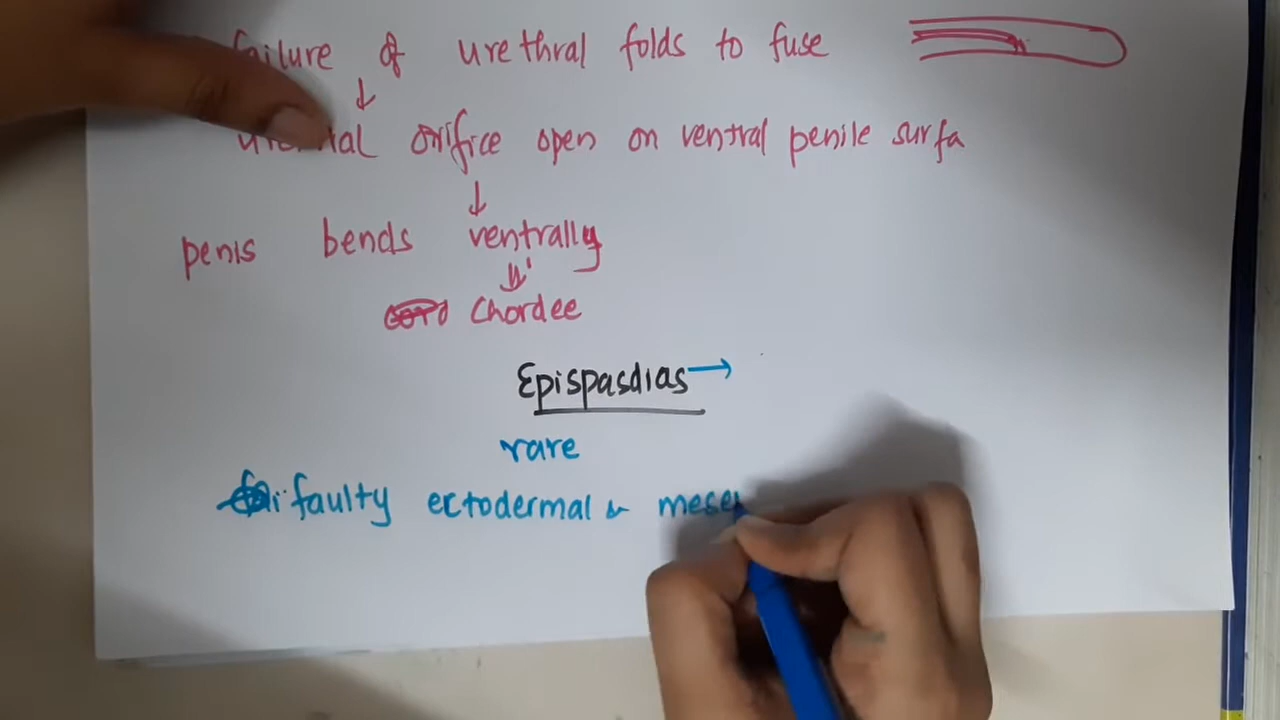 failure of urethral folds to fuse
↓
orifice open on ventral penile surfa
↓
penis bends ventrally
↓
Chordee
Epispasdias →
rare
faulty ectodermal & mese